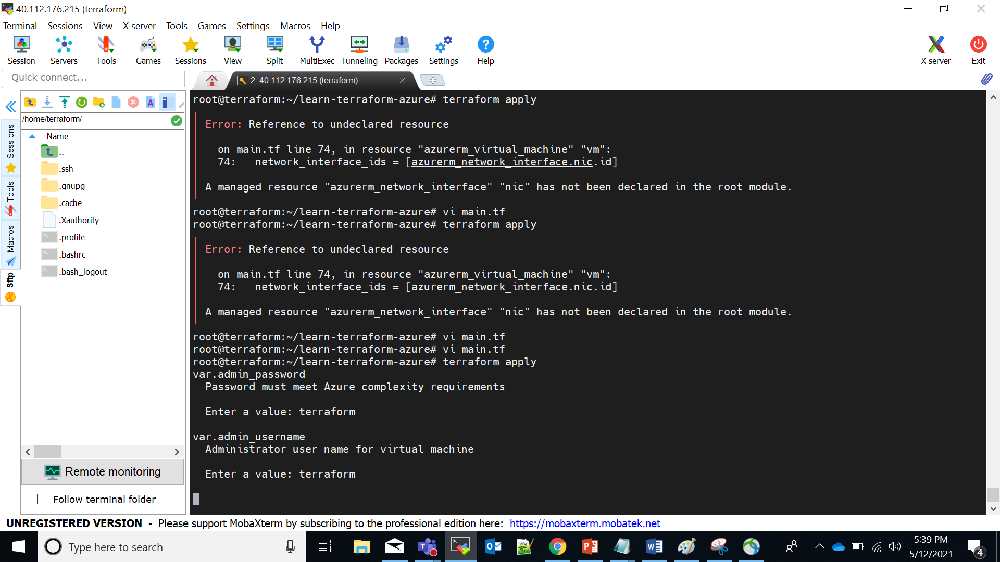 40.112.176.215 (terraform)
Terminal Sessions View X server Tools Games Settings Macros Help
Session Servers Tools Games Sessions View Split MultiExec Tunneling Packages Settings Help X server Exit
Quick connect...
2. 40.112.176.215 (terraform)
/home/terraform/
Name
..
.ssh
.gnupg
.cache
.Xauthority
.profile
.bashrc
.bash_logout
Sessions
Tools
Macros
Sftp
Remote monitoring
Follow terminal folder
root@terraform:~/learn-terraform-azure# terraform apply
Error: Reference to undeclared resource
on main.tf line 74, in resource "azurerm_virtual_machine" "vm":
74:   network_interface_ids = [azurerm_network_interface.nic.id]
A managed resource "azurerm_network_interface" "nic" has not been declared in the root module.
root@terraform:~/learn-terraform-azure# vi main.tf
root@terraform:~/learn-terraform-azure# terraform apply
Error: Reference to undeclared resource
on main.tf line 74, in resource "azurerm_virtual_machine" "vm":
74:   network_interface_ids = [azurerm_network_interface.nic.id]
A managed resource "azurerm_network_interface" "nic" has not been declared in the root module.
root@terraform:~/learn-terraform-azure# vi main.tf
root@terraform:~/learn-terraform-azure# vi main.tf
root@terraform:~/learn-terraform-azure# terraform apply
var.admin_password
Password must meet Azure complexity requirements
Enter a value: terraform
var.admin_username
Administrator user name for virtual machine
Enter a value: terraform
UNREGISTERED VERSION - Please support MobaXterm by subscribing to the professional edition here: https://mobaxterm.mobatek.net
Type here to search
5:39 PM
5/12/2021
4